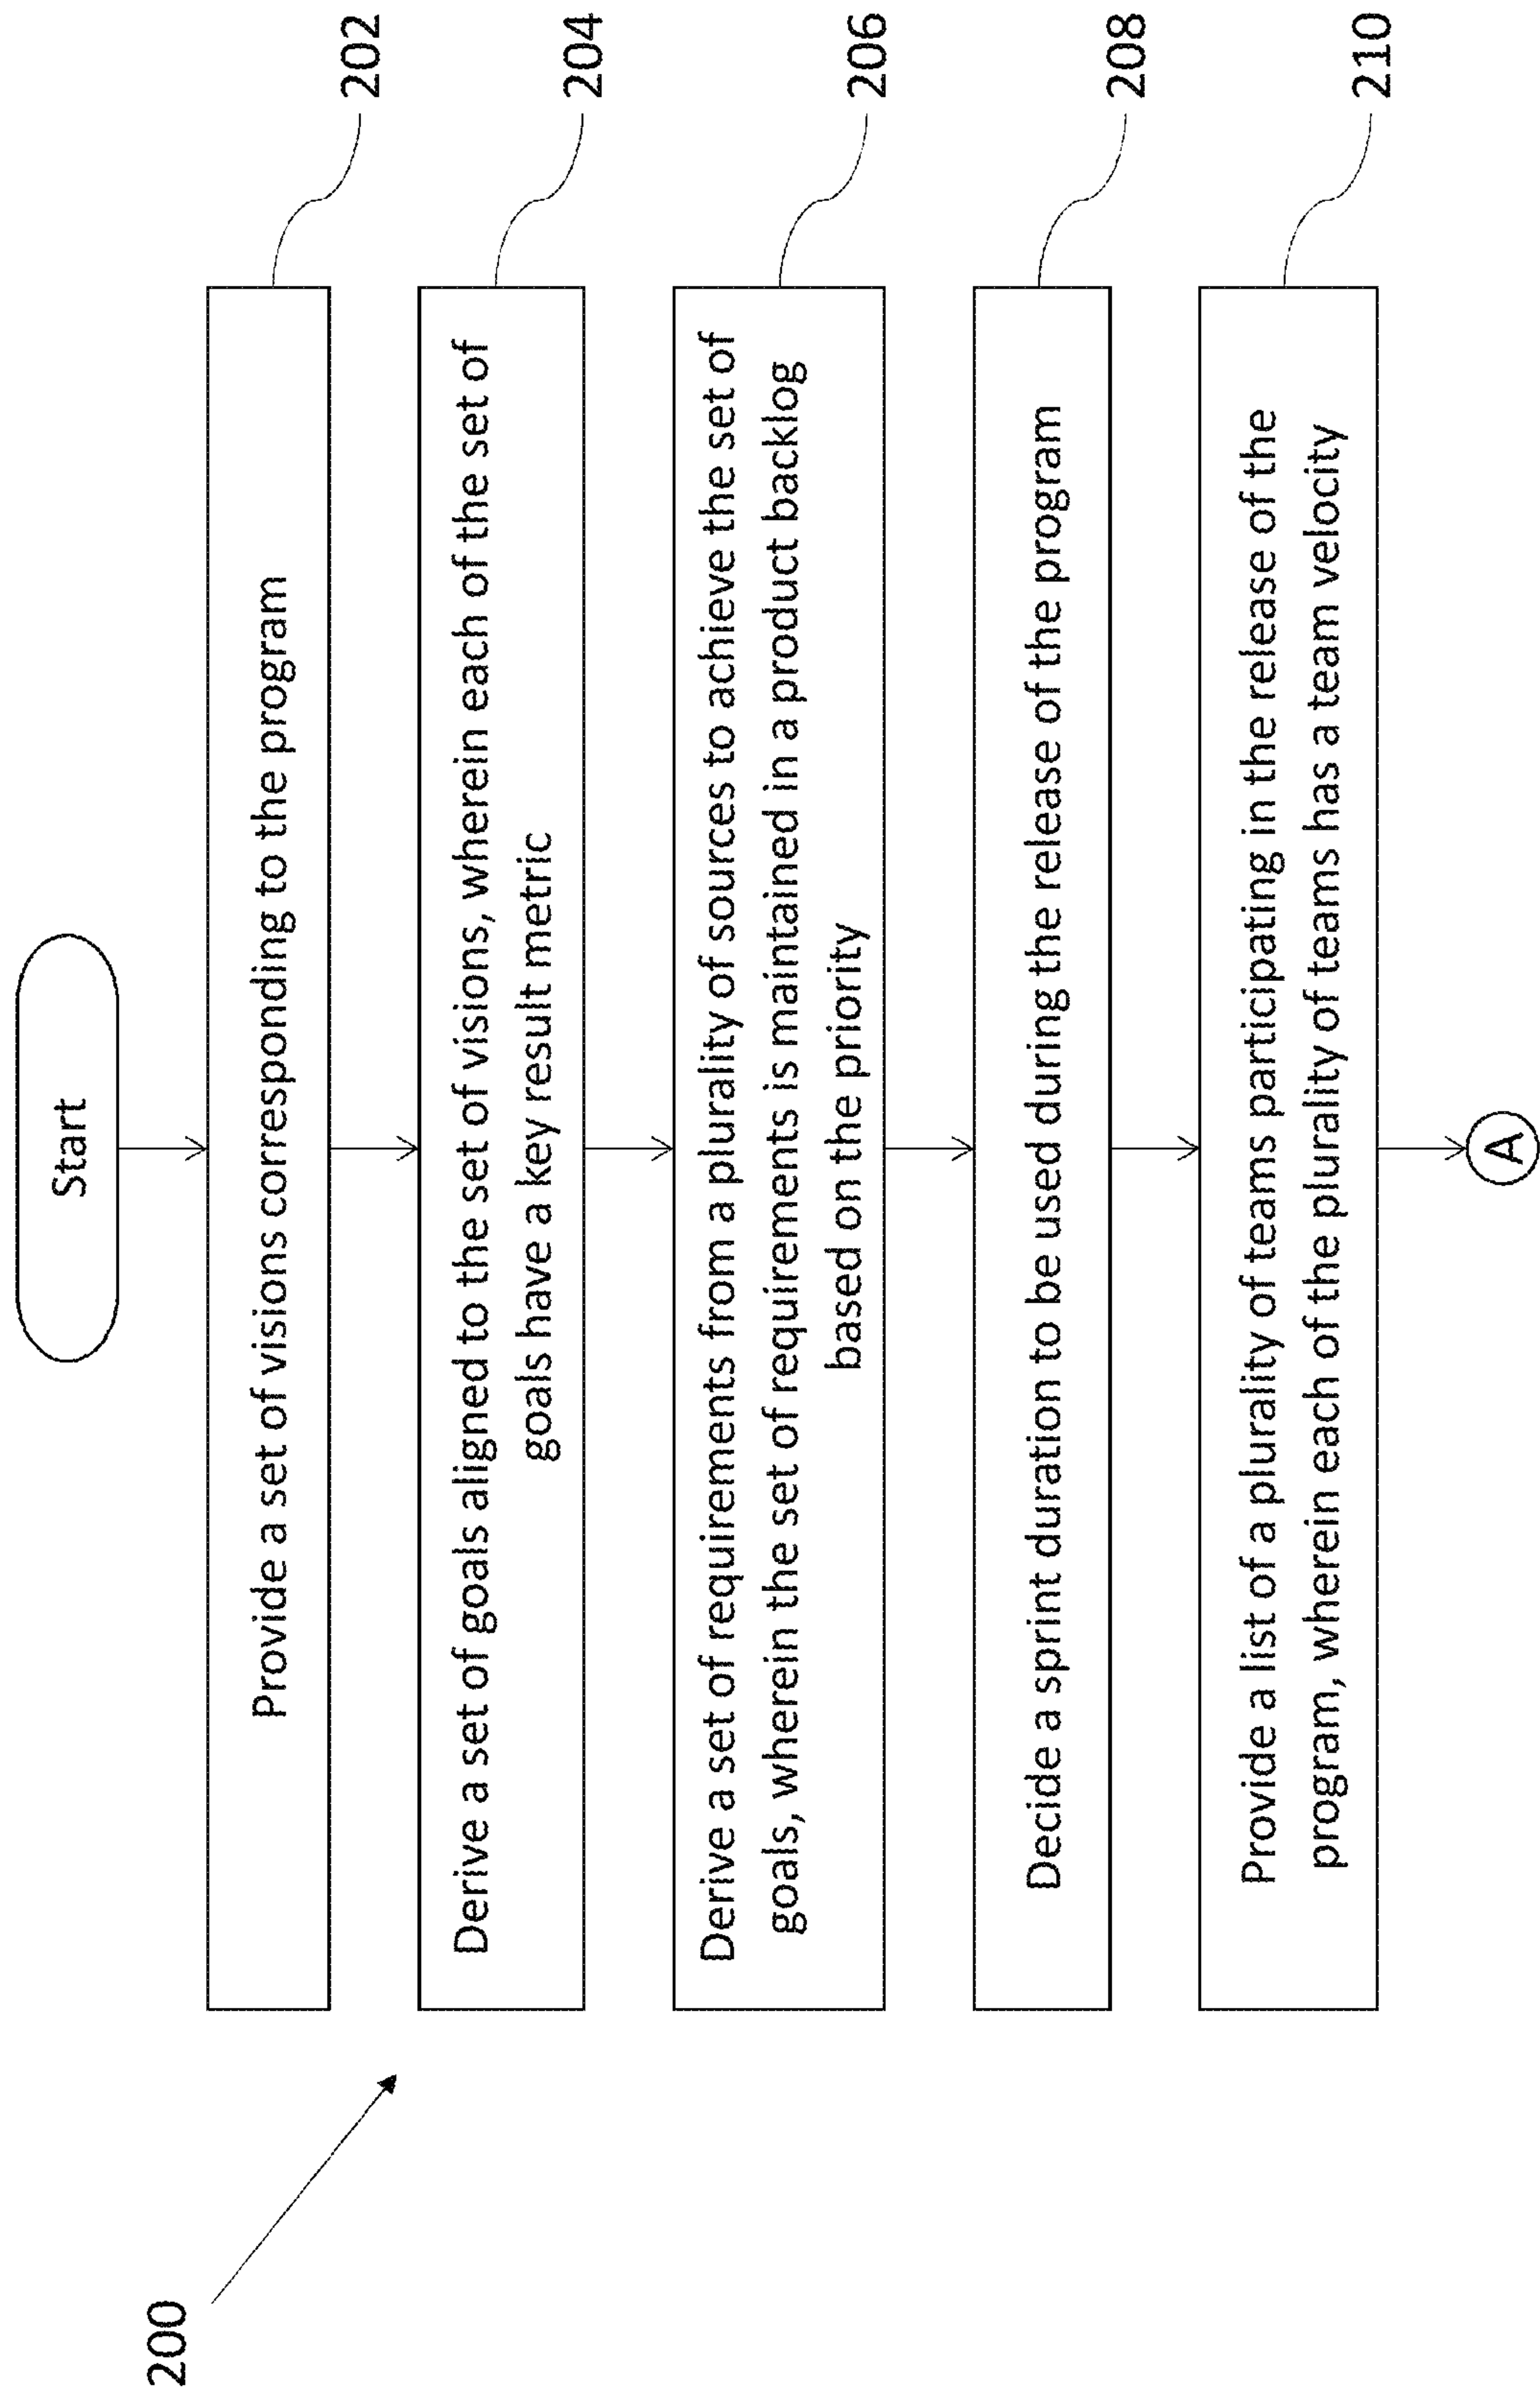 200
Start
Provide a set of visions corresponding to the program
202
Derive a set of goals aligned to the set of visions, wherein each of the set of
goals have a key result metric
204
Derive a set of requirements from a plurality of sources to achieve the set of
goals, wherein the set of requirements is maintained in a product backlog
based on the priority
206
Decide a sprint duration to be used during the release of the program
208
Provide a list of a plurality of teams participating in the release of the
program, wherein each of the plurality of teams has a team velocity
210
A